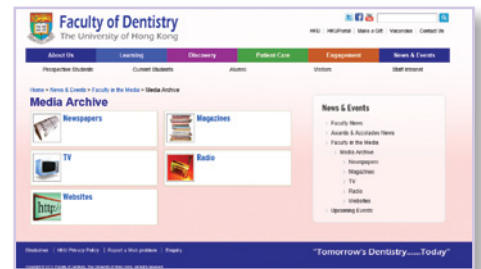 Faculty of Dentistry
The University of Hong Kong
HKU | HKUPortal | Make a Gift | Vacancies | Contact Us
About Us Learning Discovery Patient Care Engagement News & Events
Prospective Students Current Students Alumni Visitors Staff Intranet
Home > News & Events > Faculty in the Media > Media Archive
Media Archive
Newspapers
Magazines
TV
Radio
http:/
Websites
News & Events
Faculty News
Awards & Accolades News
Faculty in the Media
Media Archive
Newspapers
Magazines
TV
Radio
Websites
Upcoming Events
Disclaimer | HKU Privacy Policy | Report a Web problem | Enquiry
"Tomorrow's Dentistry......Today"